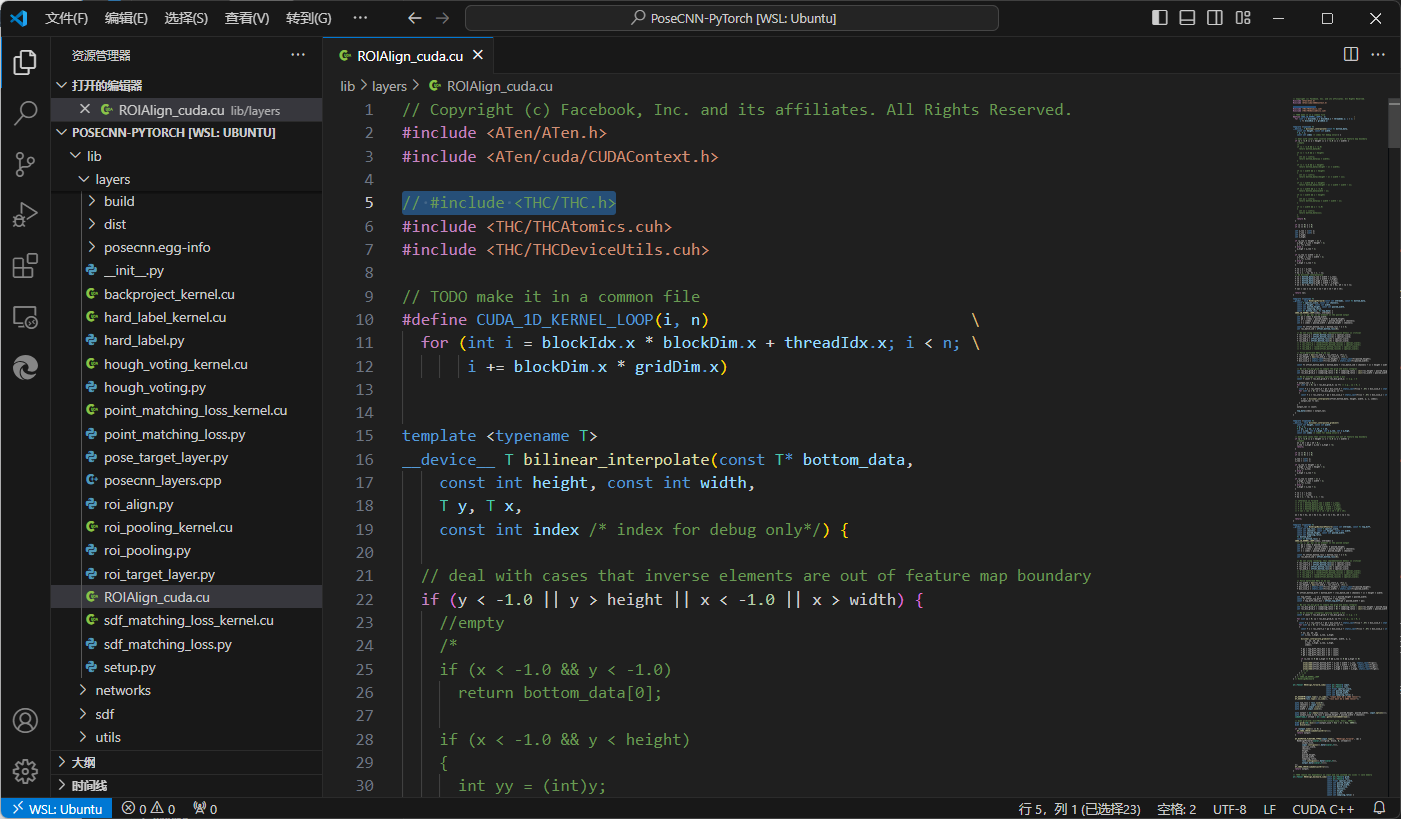 文件(F) 编辑(E) 选择(S) 查看(V) 转到(G) ··· PoseCNN-PyTorch [WSL: Ubuntu]
资源管理器 ···
打开的编辑器
ROIAlign_cuda.cu lib/layers
POSECNN-PYTORCH [WSL: UBUNTU]
lib
layers
build
dist
posecnn.egg-info
__init__.py
backproject_kernel.cu
hard_label_kernel.cu
hard_label.py
hough_voting_kernel.cu
hough_voting.py
point_matching_loss_kernel.cu
point_matching_loss.py
pose_target_layer.py
posecnn_layers.cpp
roi_align.py
roi_pooling_kernel.cu
roi_pooling.py
roi_target_layer.py
ROIAlign_cuda.cu
sdf_matching_loss_kernel.cu
sdf_matching_loss.py
setup.py
networks
sdf
utils
大纲
时间线
ROIAlign_cuda.cu
lib > layers > ROIAlign_cuda.cu
1 // Copyright (c) Facebook, Inc. and its affiliates. All Rights Reserved.
2 #include <ATen/ATen.h>
3 #include <ATen/cuda/CUDAContext.h>
4
5 // #include <THC/THC.h>
6 #include <THC/THCAtomics.cuh>
7 #include <THC/THCDeviceUtils.cuh>
8
9 // TODO make it in a common file
10 #define CUDA_1D_KERNEL_LOOP(i, n) \
11 for (int i = blockIdx.x * blockDim.x + threadIdx.x; i < n; \
12 i += blockDim.x * gridDim.x)
13
14
15 template <typename T>
16 __device__ T bilinear_interpolate(const T* bottom_data,
17 const int height, const int width,
18 T y, T x,
19 const int index /* index for debug only*/) {
20
21 // deal with cases that inverse elements are out of feature map boundary
22 if (y < -1.0 || y > height || x < -1.0 || x > width) {
23 //empty
24 /*
25 if (x < -1.0 && y < -1.0)
26 return bottom_data[0];
27
28 if (x < -1.0 && y < height)
29 {
30 int yy = (int)y;
WSL: Ubuntu 0 0 0 行 5，列 1 (已选择23) 空格: 2 UTF-8 LF CUDA C++